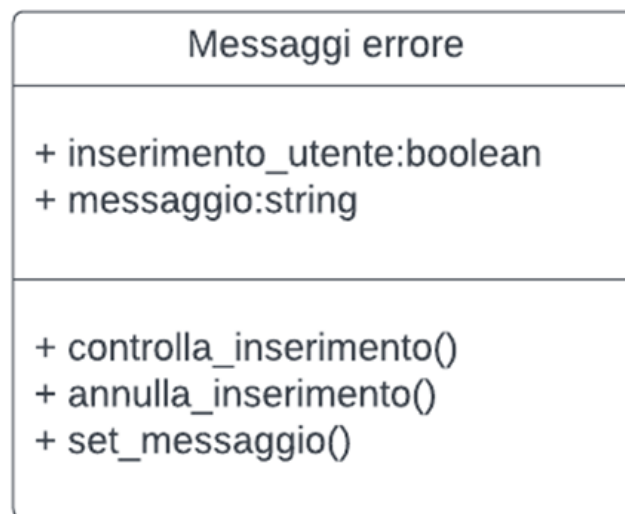 Messaggi errore
+ inserimento_utente:boolean
+ messaggio:string
+ controlla_inserimento()
+ annulla_inserimento()
+ set_messaggio()